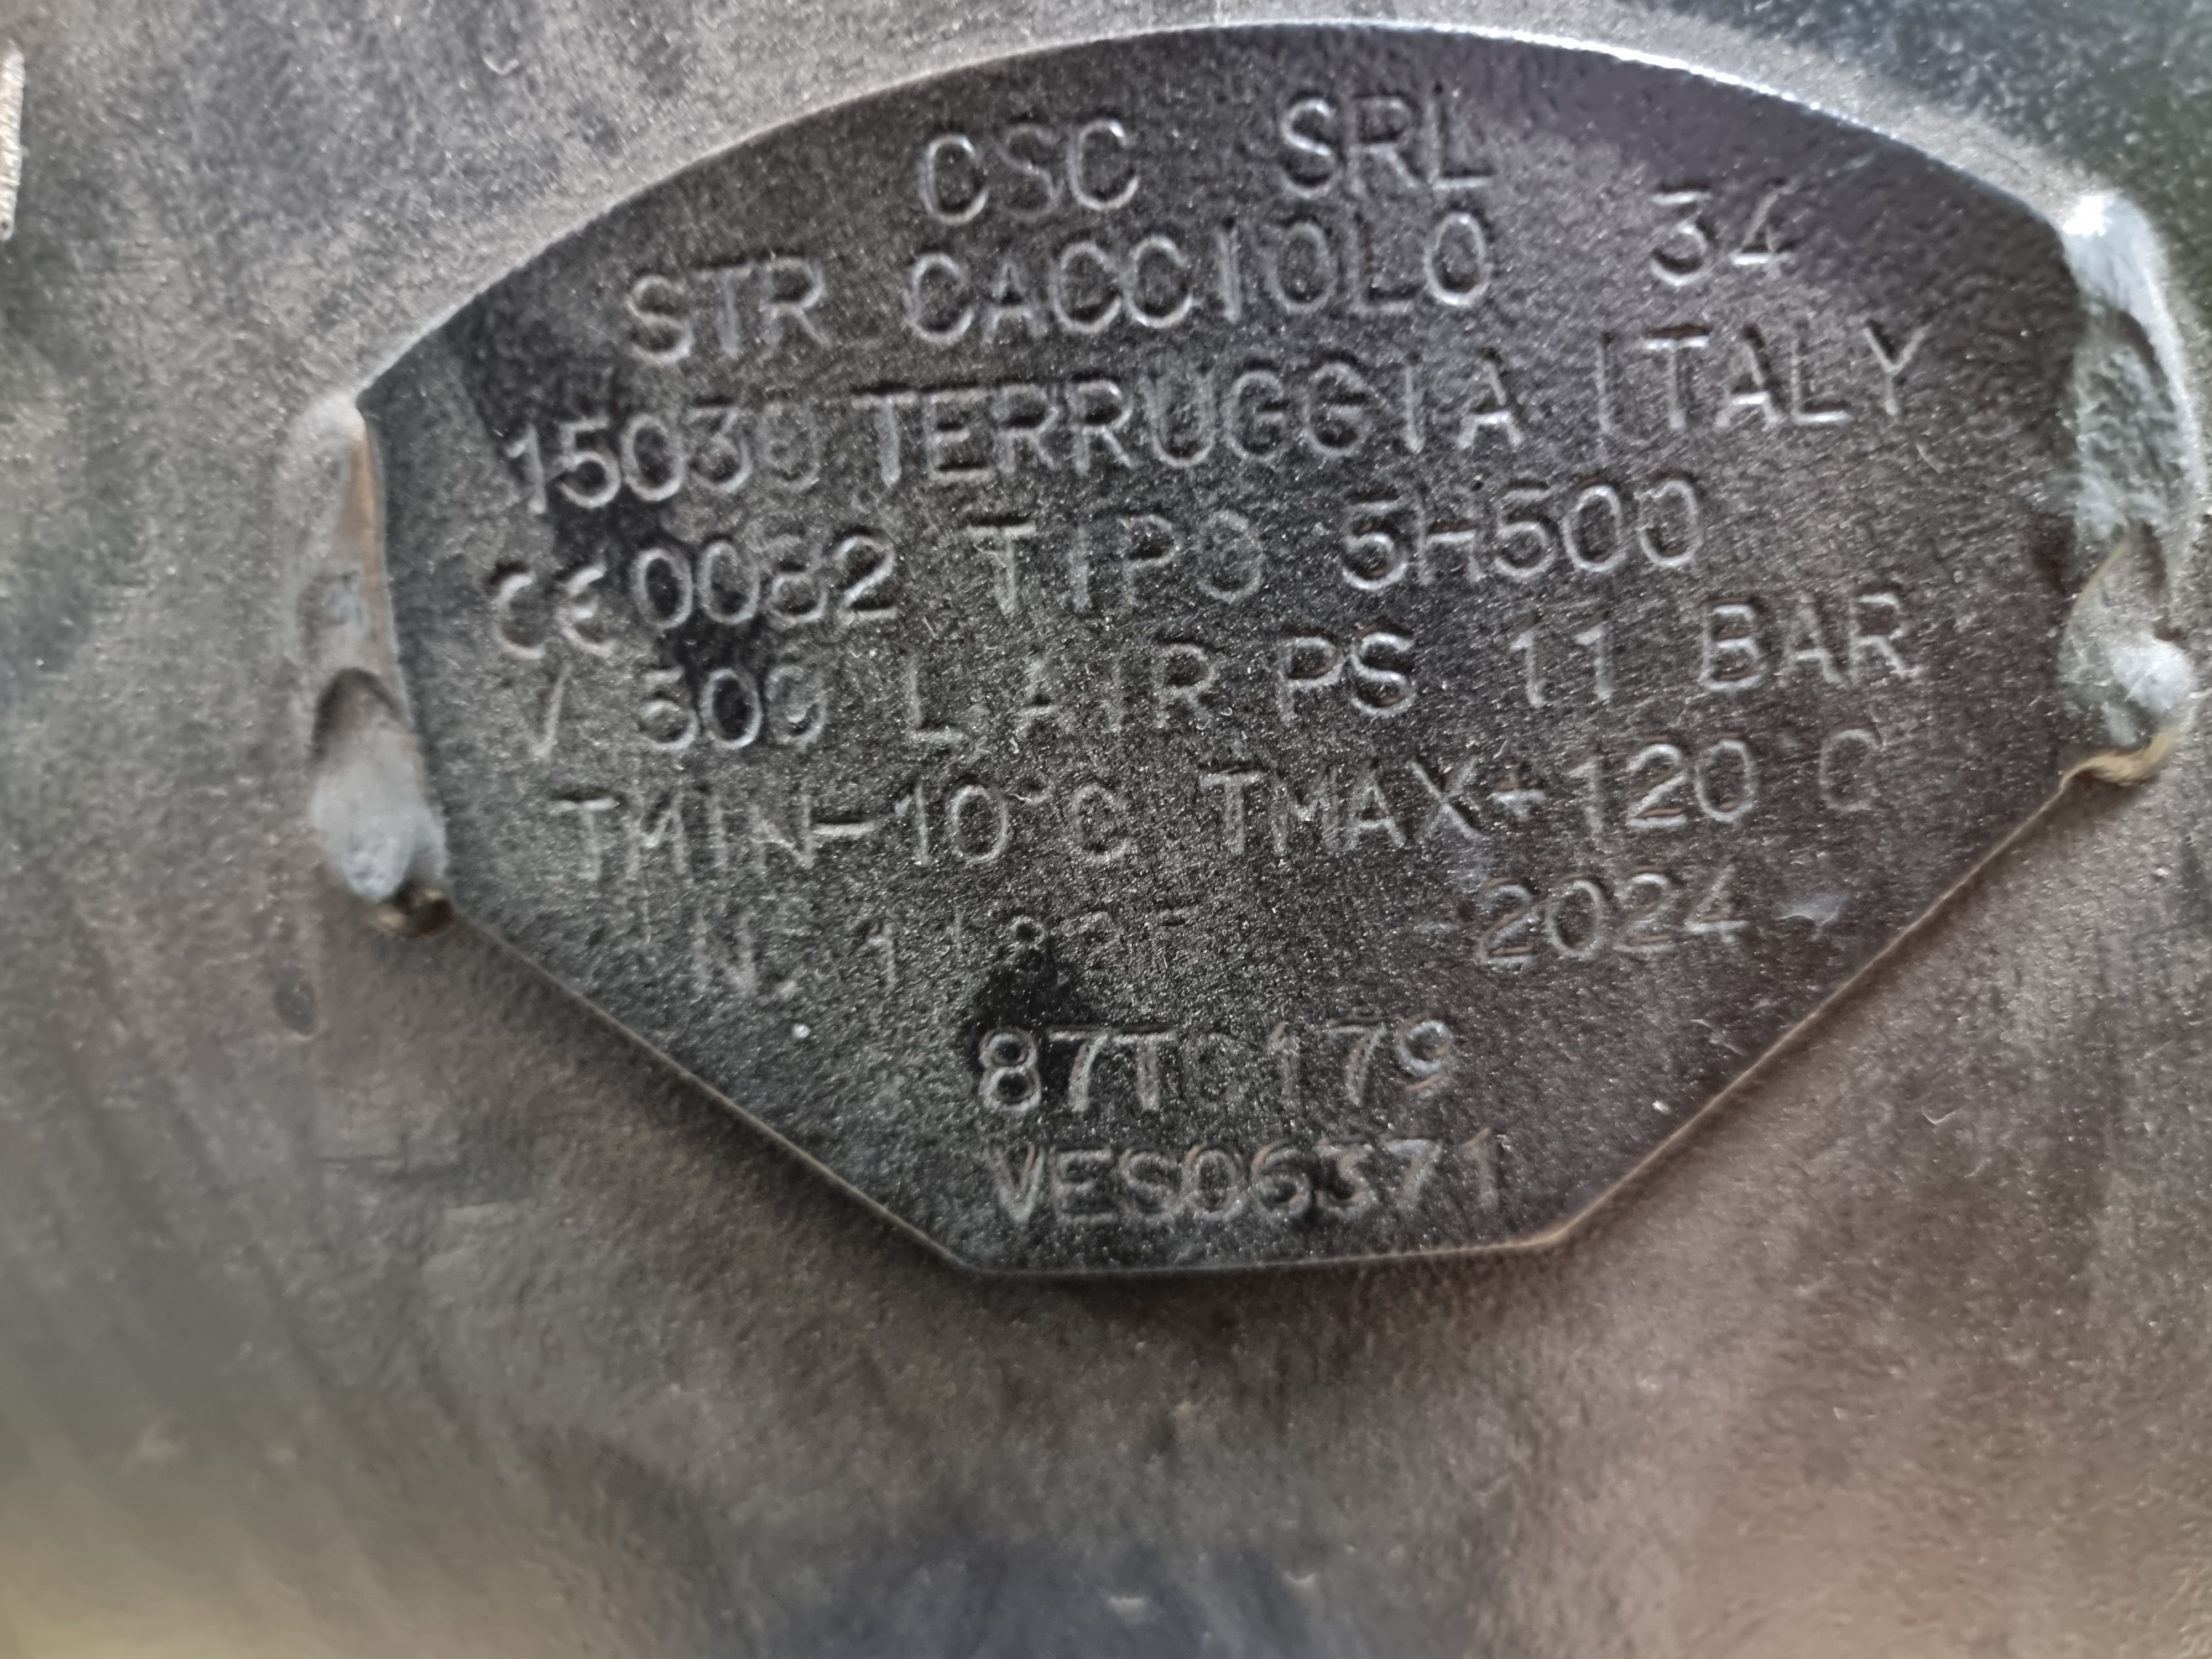 CSC SRL
STR CACCIOLO 34
15030 TERRUGGIA ITALY
CE 0062 TIPO 5H500
V 500 L AIR PS 11 BAR
TMIN-10°C TMAX+120°C
N. 2024
87T0179
VES06371